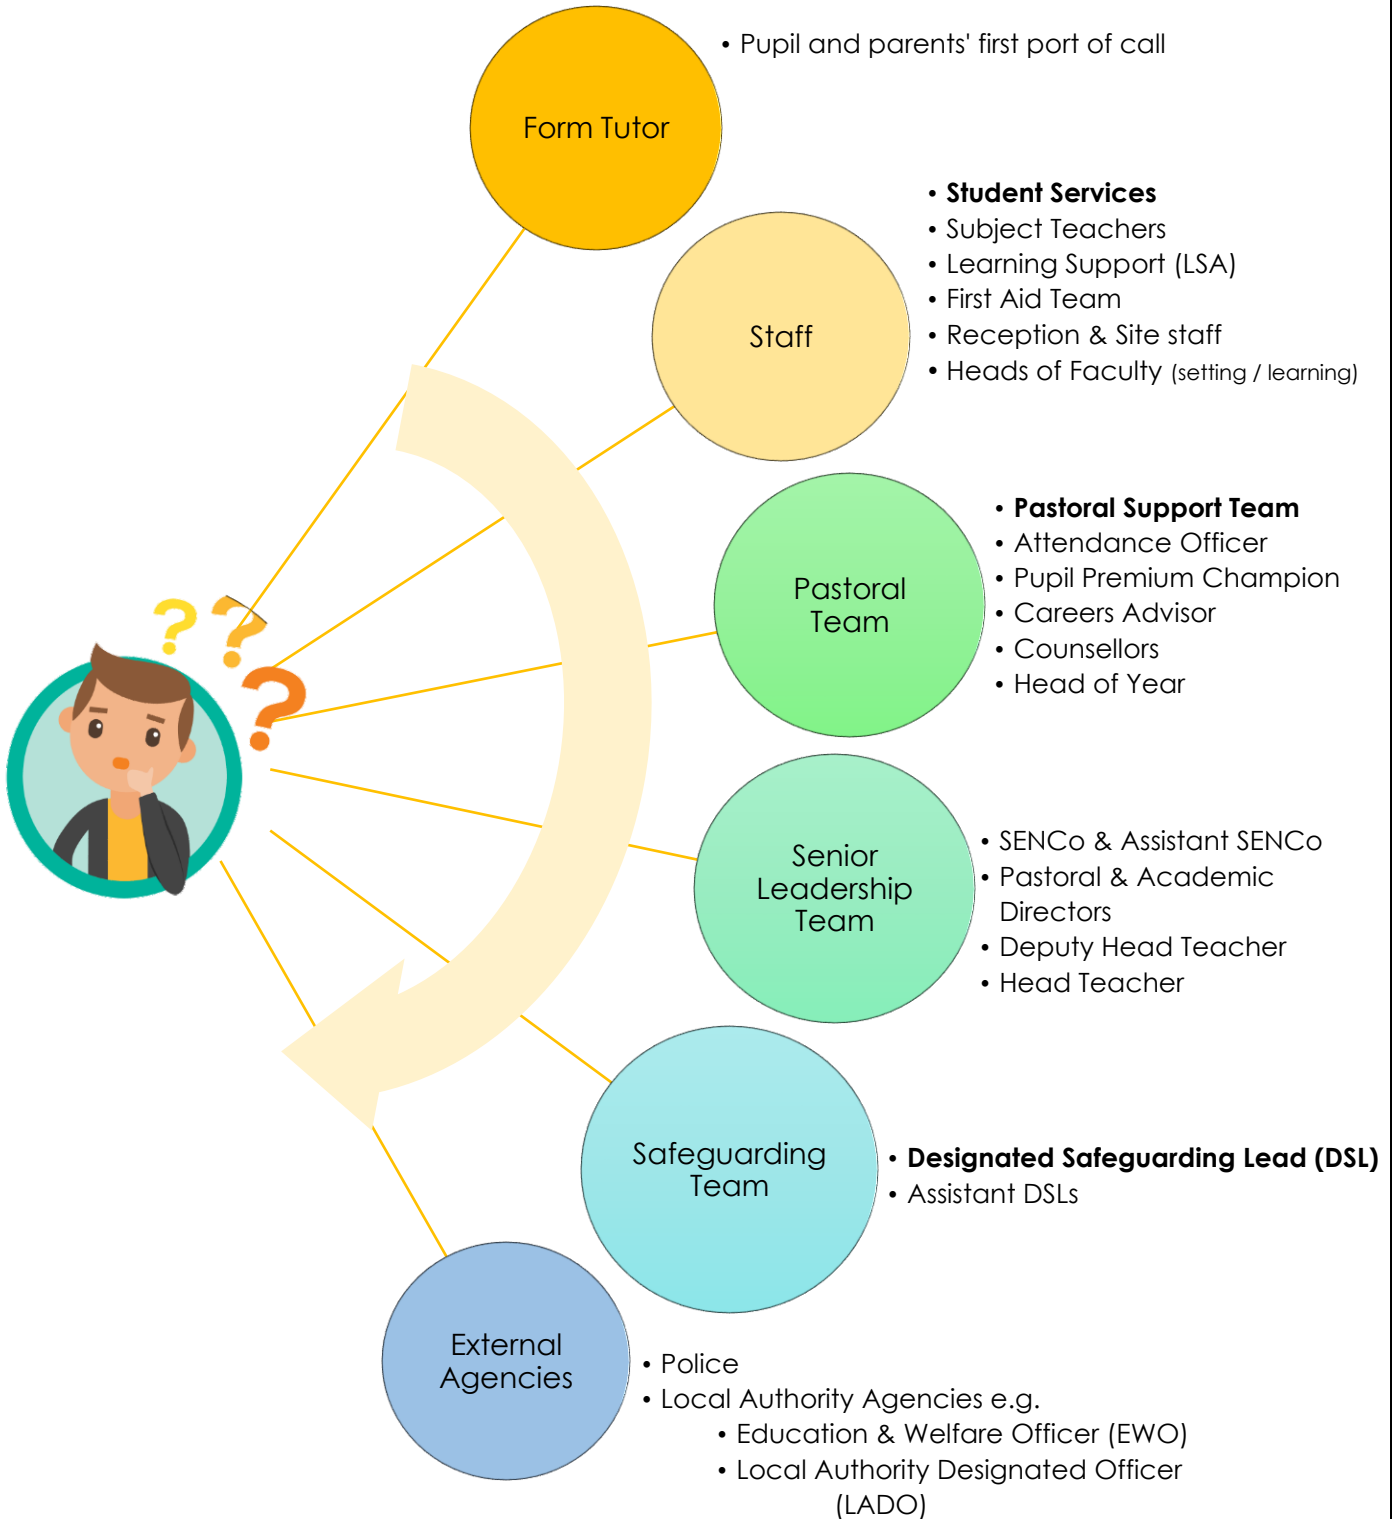 • Pupil and parents' first port of call
Form Tutor
• Student Services
• Subject Teachers
• Learning Support (LSA)
• First Aid Team
• Reception & Site staff
• Heads of Faculty (setting / learning)
Staff
• Pastoral Support Team
• Attendance Officer
• Pupil Premium Champion
• Careers Advisor
• Counsellors
• Head of Year
Pastoral
Team
? ? ?
• SENCo & Assistant SENCo
• Pastoral & Academic
Directors
• Deputy Head Teacher
• Head Teacher
Senior
Leadership
Team
Safeguarding
Team
• Designated Safeguarding Lead (DSL)
• Assistant DSLs
External
Agencies
• Police
• Local Authority Agencies e.g.
• Education & Welfare Officer (EWO)
• Local Authority Designated Officer
(LADO)